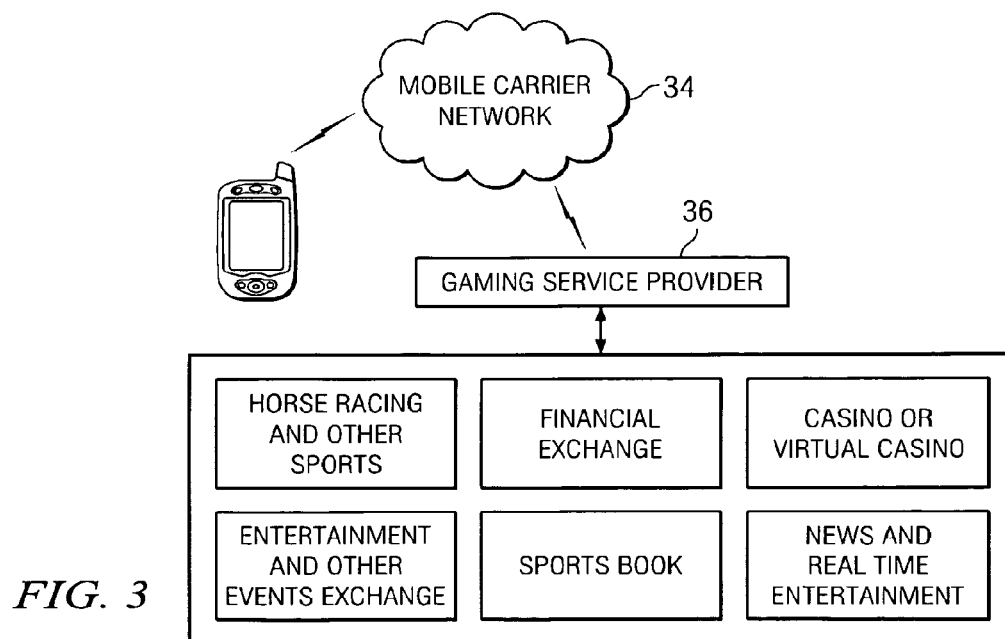 MOBILE CARRIER
NETWORK
34
36
GAMING SERVICE PROVIDER
HORSE RACING
AND OTHER
SPORTS
FINANCIAL
EXCHANGE
CASINO OR
VIRTUAL CASINO
ENTERTAINMENT
AND OTHER
EVENTS EXCHANGE
SPORTS BOOK
NEWS AND
REAL TIME
ENTERTAINMENT
FIG. 3